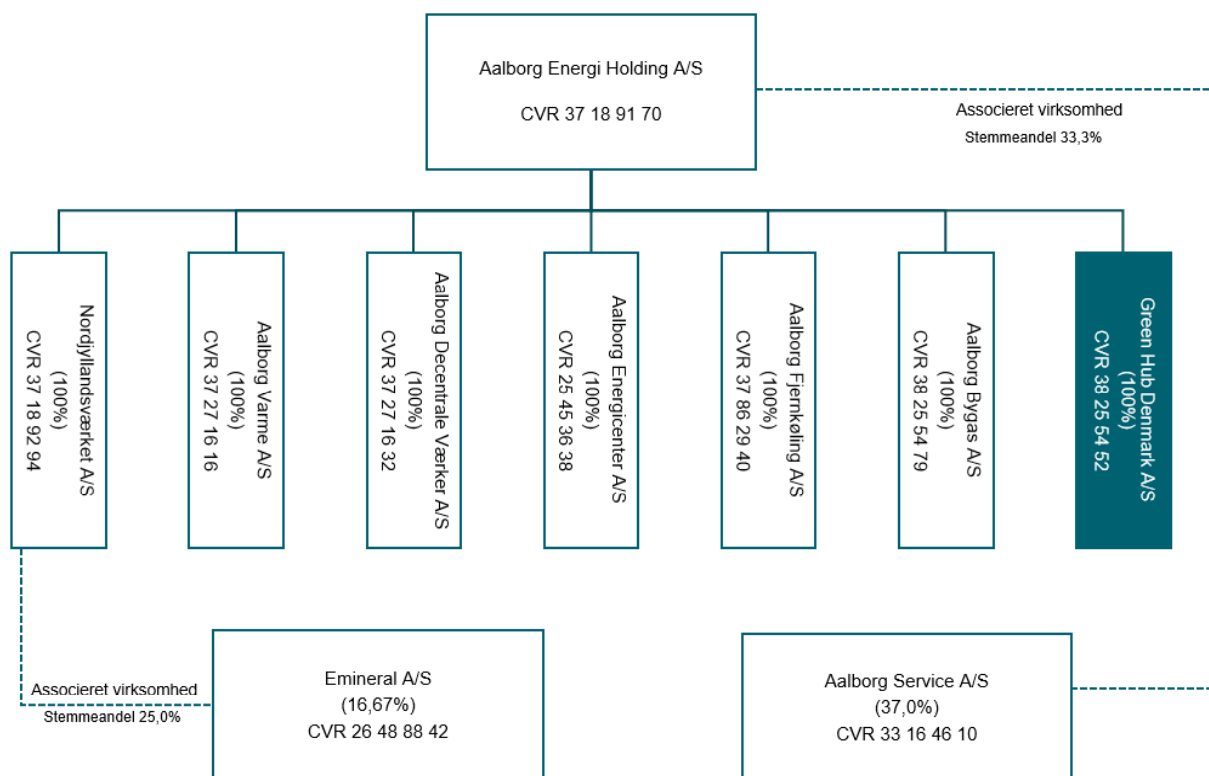 Aalborg Energi Holding A/S
CVR 37 18 91 70
Associeret virksomhed
Stemmeandel 33,3%
Nordjyllandsværket A/S
(100%)
CVR 37 18 92 94
Aalborg Varme A/S
(100%)
CVR 37 27 16 16
Aalborg Decentrale Værker A/S
(100%)
CVR 37 27 16 32
Aalborg Energicenter A/S
(100%)
CVR 25 45 36 38
Aalborg Fjernkøling A/S
(100%)
CVR 37 86 29 40
Aalborg Bygas A/S
(100%)
CVR 38 25 54 79
Green Hub Denmark A/S
(100%)
CVR 38 25 54 52
Associeret virksomhed
Stemmeandel 25,0%
Emineral A/S
(16,67%)
CVR 26 48 88 42
Aalborg Service A/S
(37,0%)
CVR 33 16 46 10